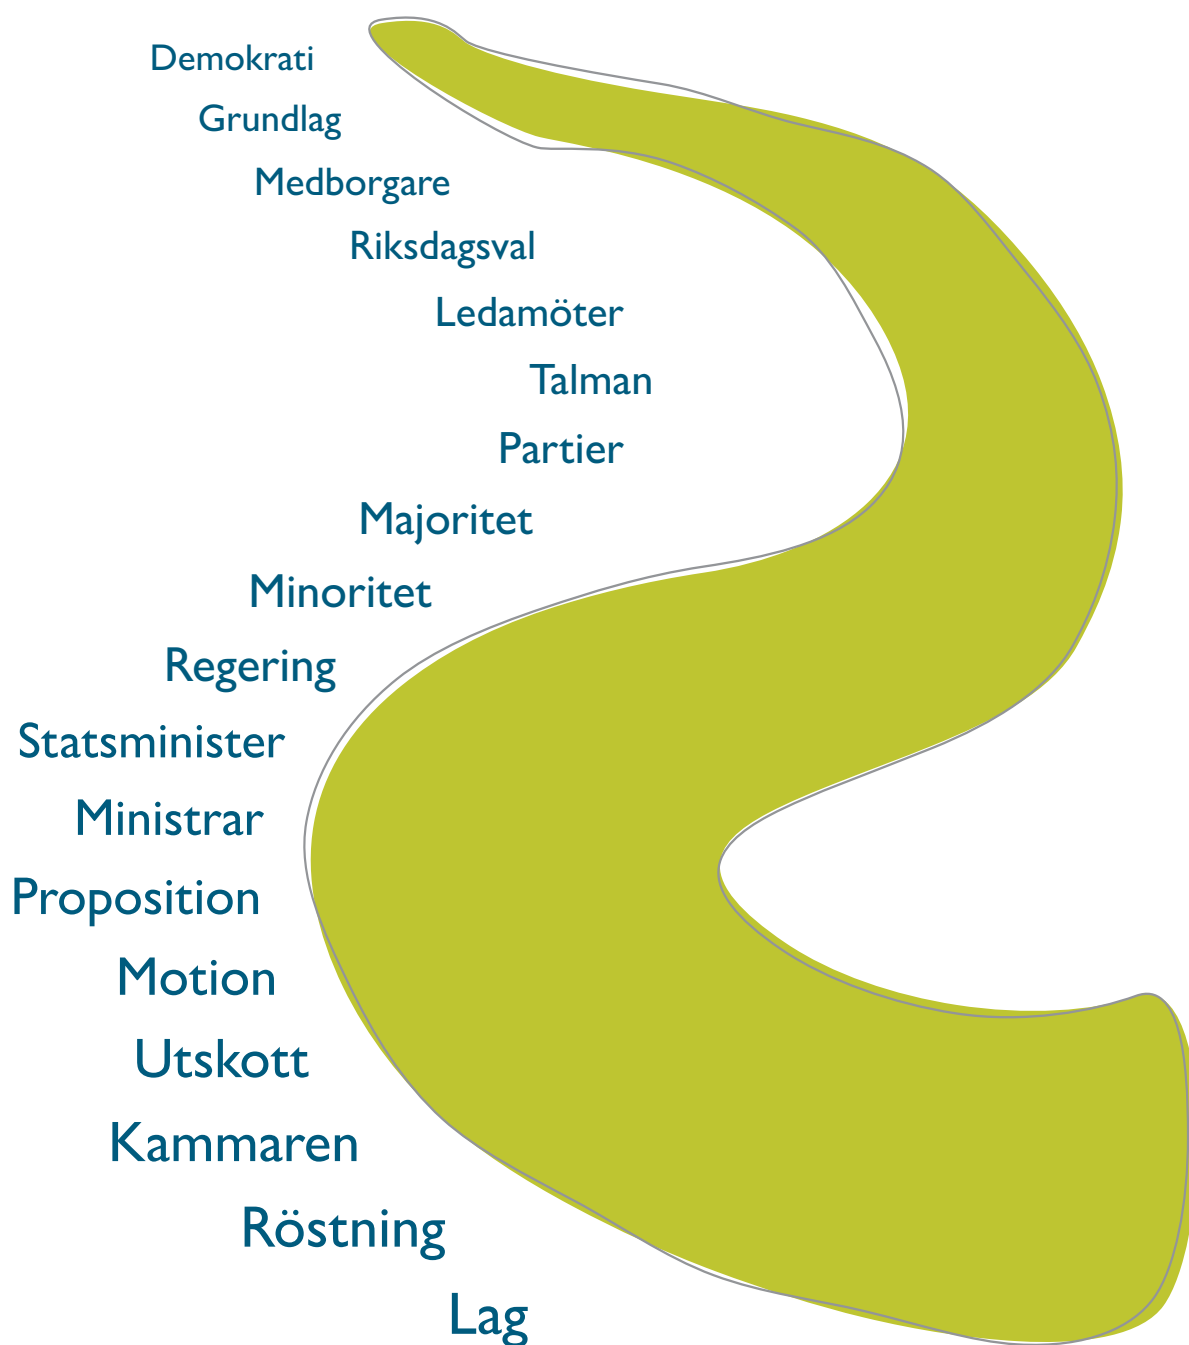 Demokrati
Grundlag
Medborgare
Riksdagsval
Ledamöter
Talman
Partier
Majoritet
Minoritet
Regering
Statsminister
Ministrar
Proposition
Motion
Utskott
Kammaren
Röstning
Lag